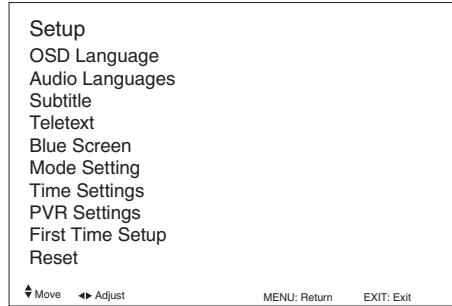 Setup
OSD Language
Audio Languages
Subtitle
Teletext
Blue Screen
Mode Setting
Time Settings
PVR Settings
First Time Setup
Reset
Move Adjust MENU: Return EXIT: Exit